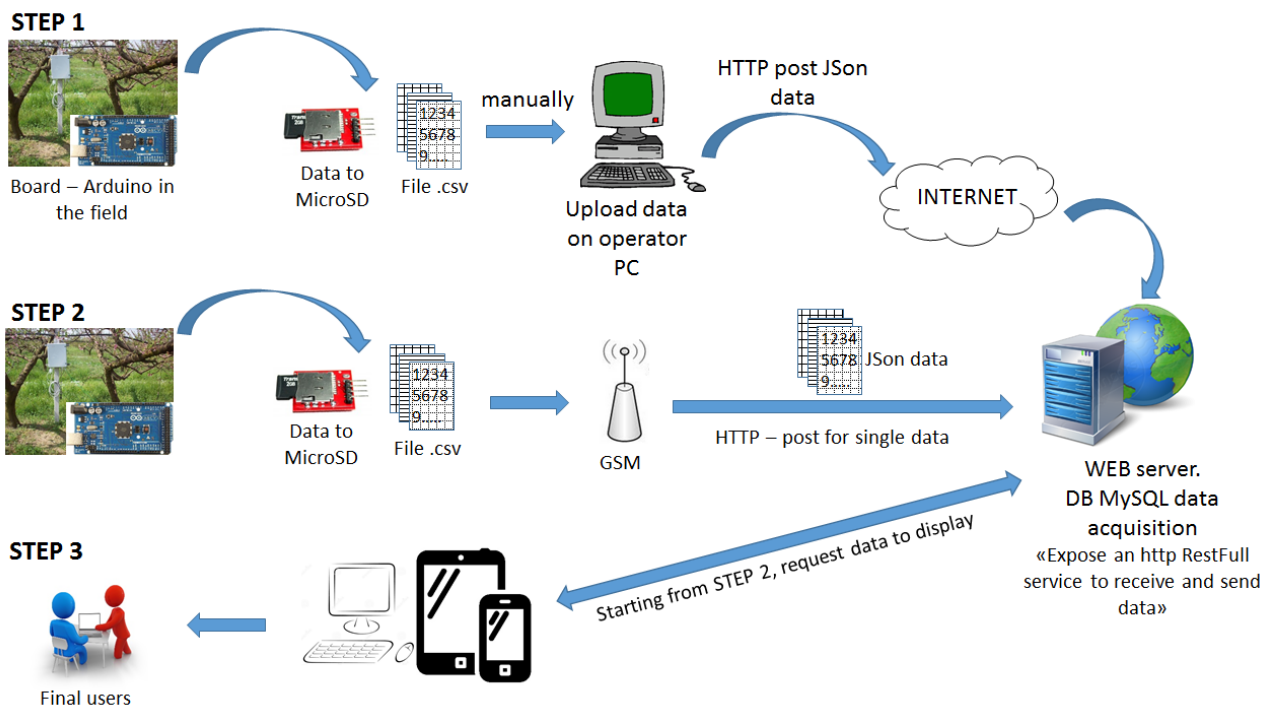 STEP 1
Board – Arduino in
the field
Data to
MicroSD
1234
5678
9.....
File .csv
manually
Upload data
on operator
PC
HTTP post JSon
data
INTERNET
STEP 2
Data to
MicroSD
1234
5678
9.....
File .csv
GSM
1234
5678
9.....
JSon data
HTTP – post for single data
WEB server.
DB MySQL data
acquisition
«Expose an http RestFull
service to receive and send
data»
Starting from STEP 2, request data to display
STEP 3
Final users